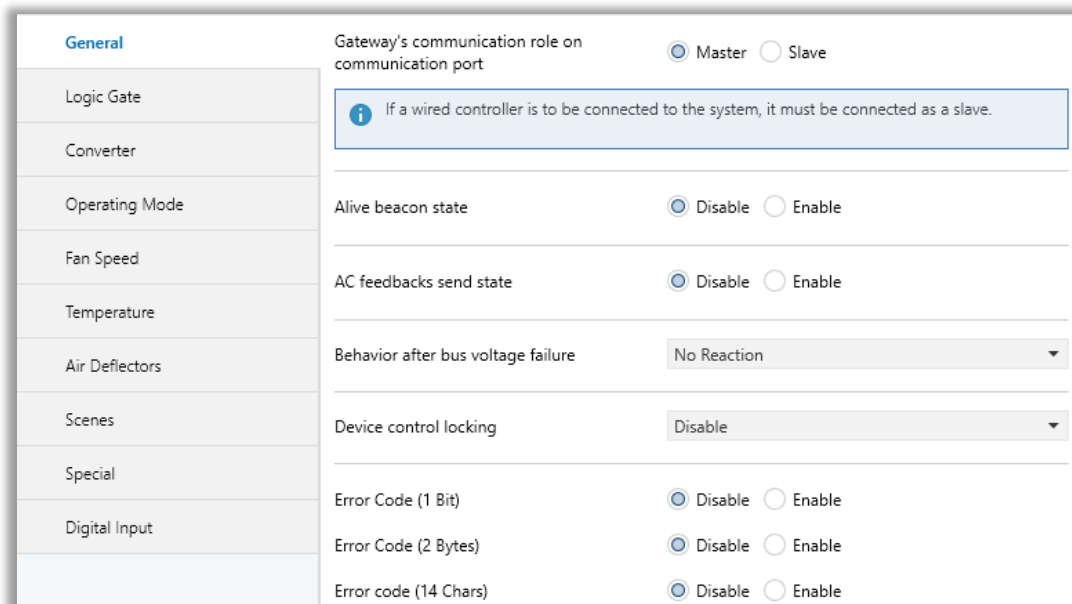 General
Logic Gate
Converter
Operating Mode
Fan Speed
Temperature
Air Deflectors
Scenes
Special
Digital Input
Gateway's communication role on
communication port
Master Slave
If a wired controller is to be connected to the system, it must be connected as a slave.
Alive beacon state Disable Enable
AC feedbacks send state Disable Enable
Behavior after bus voltage failure No Reaction
Device control locking Disable
Error Code (1 Bit) Disable Enable
Error Code (2 Bytes) Disable Enable
Error code (14 Chars) Disable Enable